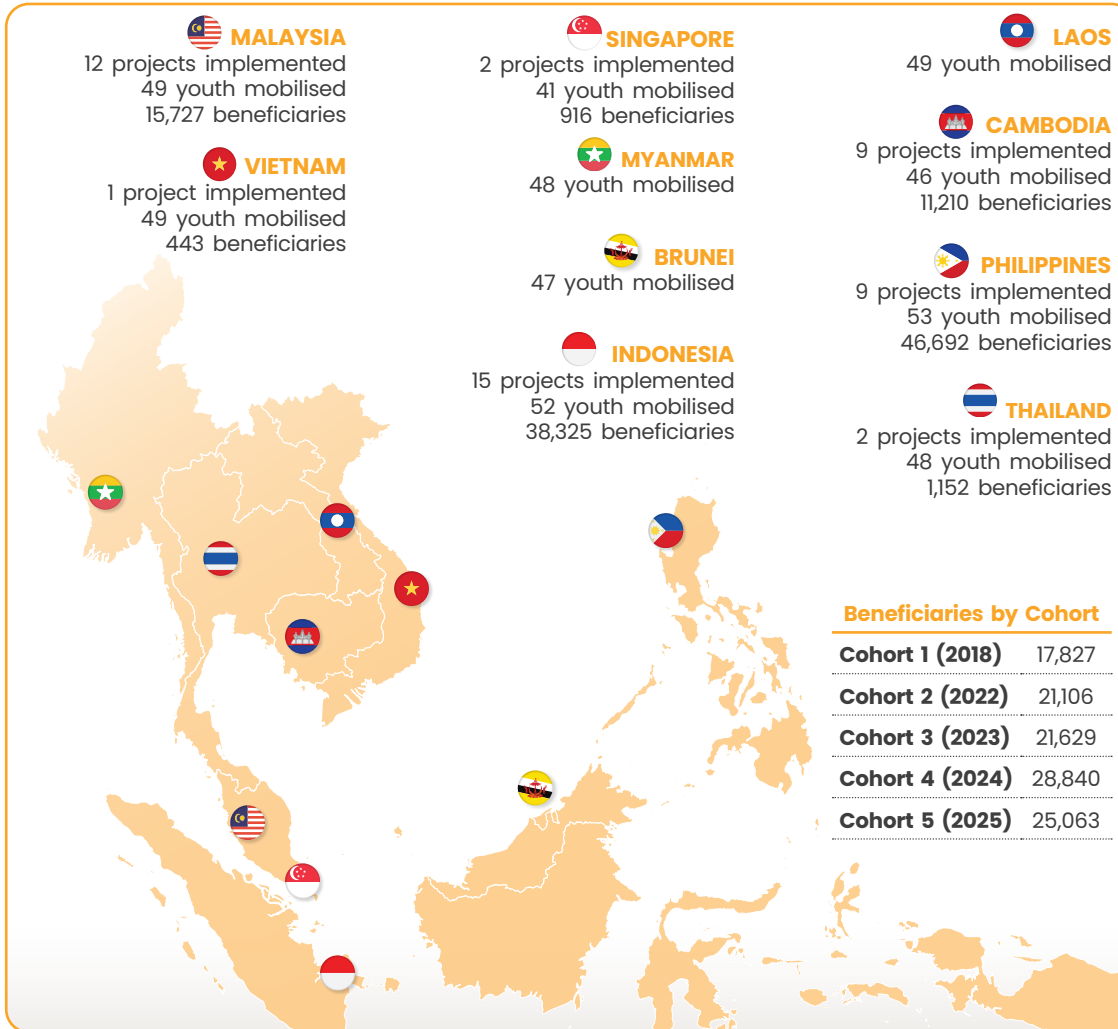 MALAYSIA
12 projects implemented
49 youth mobilised
15,727 beneficiaries
VIETNAM
1 project implemented
49 youth mobilised
443 beneficiaries
SINGAPORE
2 projects implemented
41 youth mobilised
916 beneficiaries
MYANMAR
48 youth mobilised
BRUNEI
47 youth mobilised
INDONESIA
15 projects implemented
52 youth mobilised
38,325 beneficiaries
LAOS
49 youth mobilised
CAMBODIA
9 projects implemented
46 youth mobilised
11,210 beneficiaries
PHILIPPINES
9 projects implemented
53 youth mobilised
46,692 beneficiaries
THAILAND
2 projects implemented
48 youth mobilised
1,152 beneficiaries
Beneficiaries by Cohort
Cohort 1 (2018) 17,827
Cohort 2 (2022) 21,106
Cohort 3 (2023) 21,629
Cohort 4 (2024) 28,840
Cohort 5 (2025) 25,063